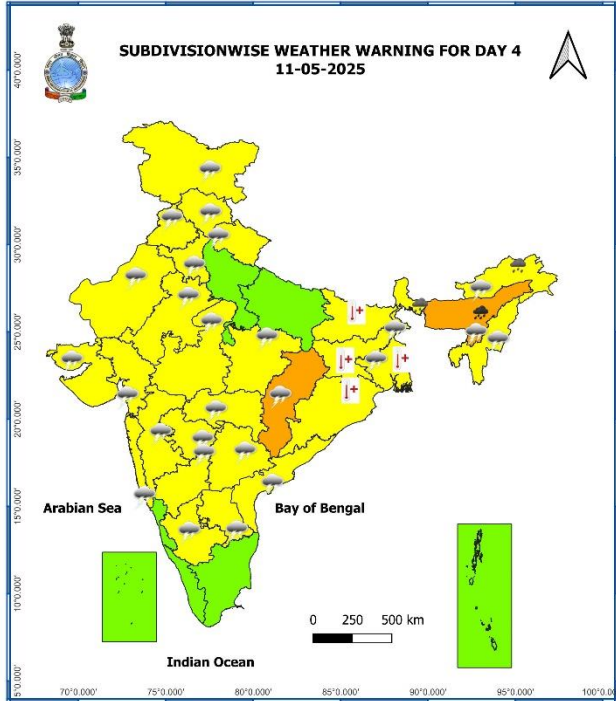 SUBDIVISIONWISE WEATHER WARNING FOR DAY 4
11-05-2025
40°0.000'
35°0.000'
30°0.000'
25°0.000'
20°0.000'
15°0.000'
10°0.000'
5°0.000'
Arabian Sea
Bay of Bengal
0 250 500 km
Indian Ocean
70°0.000' 75°0.000' 80°0.000' 85°0.000' 90°0.000' 95°0.000' 100°0.0